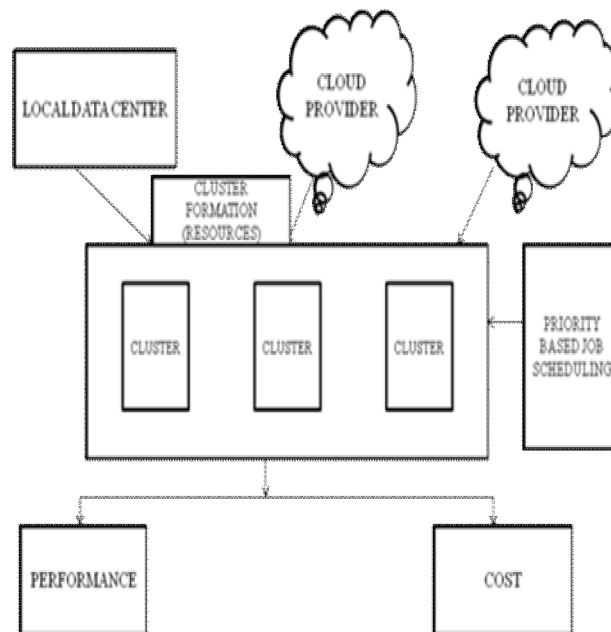 LOCAL DATA CENTER
CLOUD
PROVIDER
CLOUD
PROVIDER
CLUSTER
FORMATION
(RESOURCES)
CLUSTER
CLUSTER
CLUSTER
PRIORITY
BASED JOB
SCHEDULING
PERFORMANCE
COST